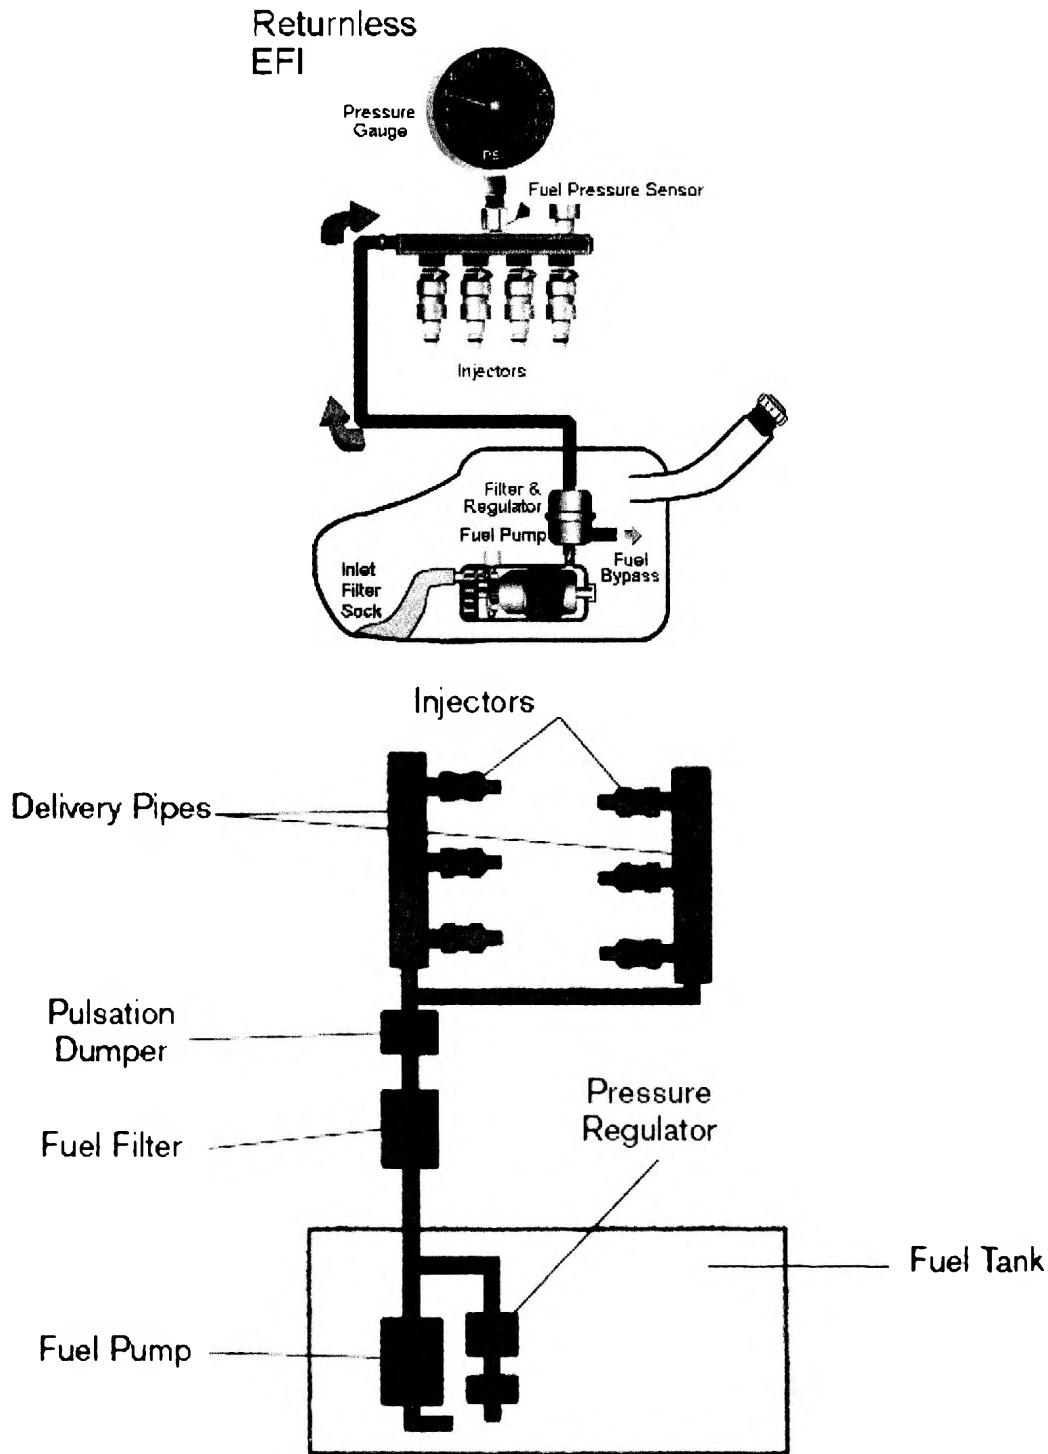 Returnless
EFI
Pressure
Gauge
PS
Fuel Pressure Sensor
Injectors
Filter &
Regulator
Fuel Pump
Fuel
Bypass
Inlet
Filter
Sock
Injectors
Delivery Pipes
Pulsation
Dumper
Pressure
Regulator
Fuel Filter
Fuel Tank
Fuel Pump